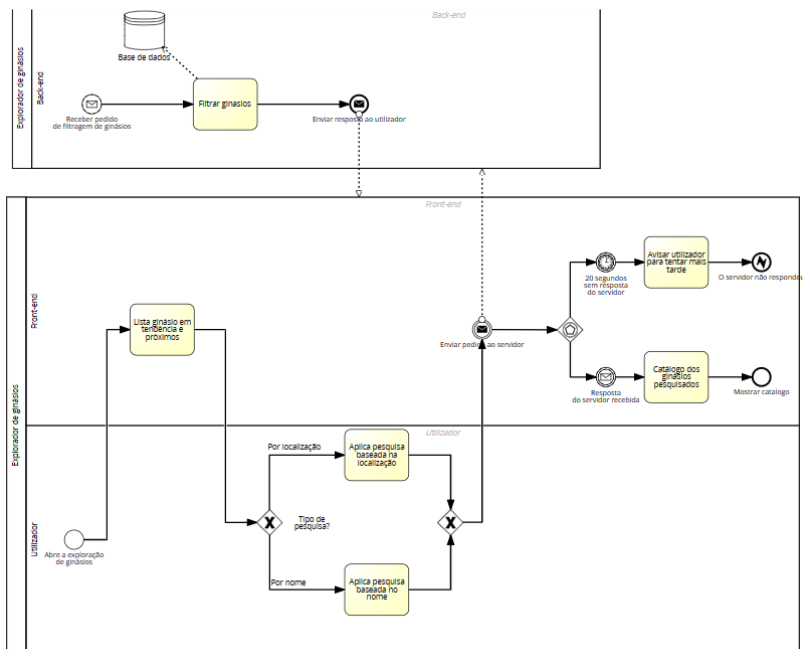 Back-end
Explorador de ginásios
Back-end
Base de dados
Filtrar ginasios
Receber pedido
de filtragem de ginásios
Enviar resposta ao utilizador
Front-end
Explorador de ginásios
Front-end
Lista ginásio em
tendência e
próximos
Enviar pedido ao servidor
20 segundos
sem resposta
do servidor
Avisar utilizador
para tentar mais
tarde
O servidor não respondeu
Resposta
do servidor recebida
Catálogo dos
ginásios
pesquisados
Mostrar catalogo
Utilizador
Utilizador
Abre a exploração
de ginásios
Por localização
Aplica pesquisa
baseada na
localização
Tipo de
pesquisa?
Por nome
Aplica pesquisa
baseada no
nome